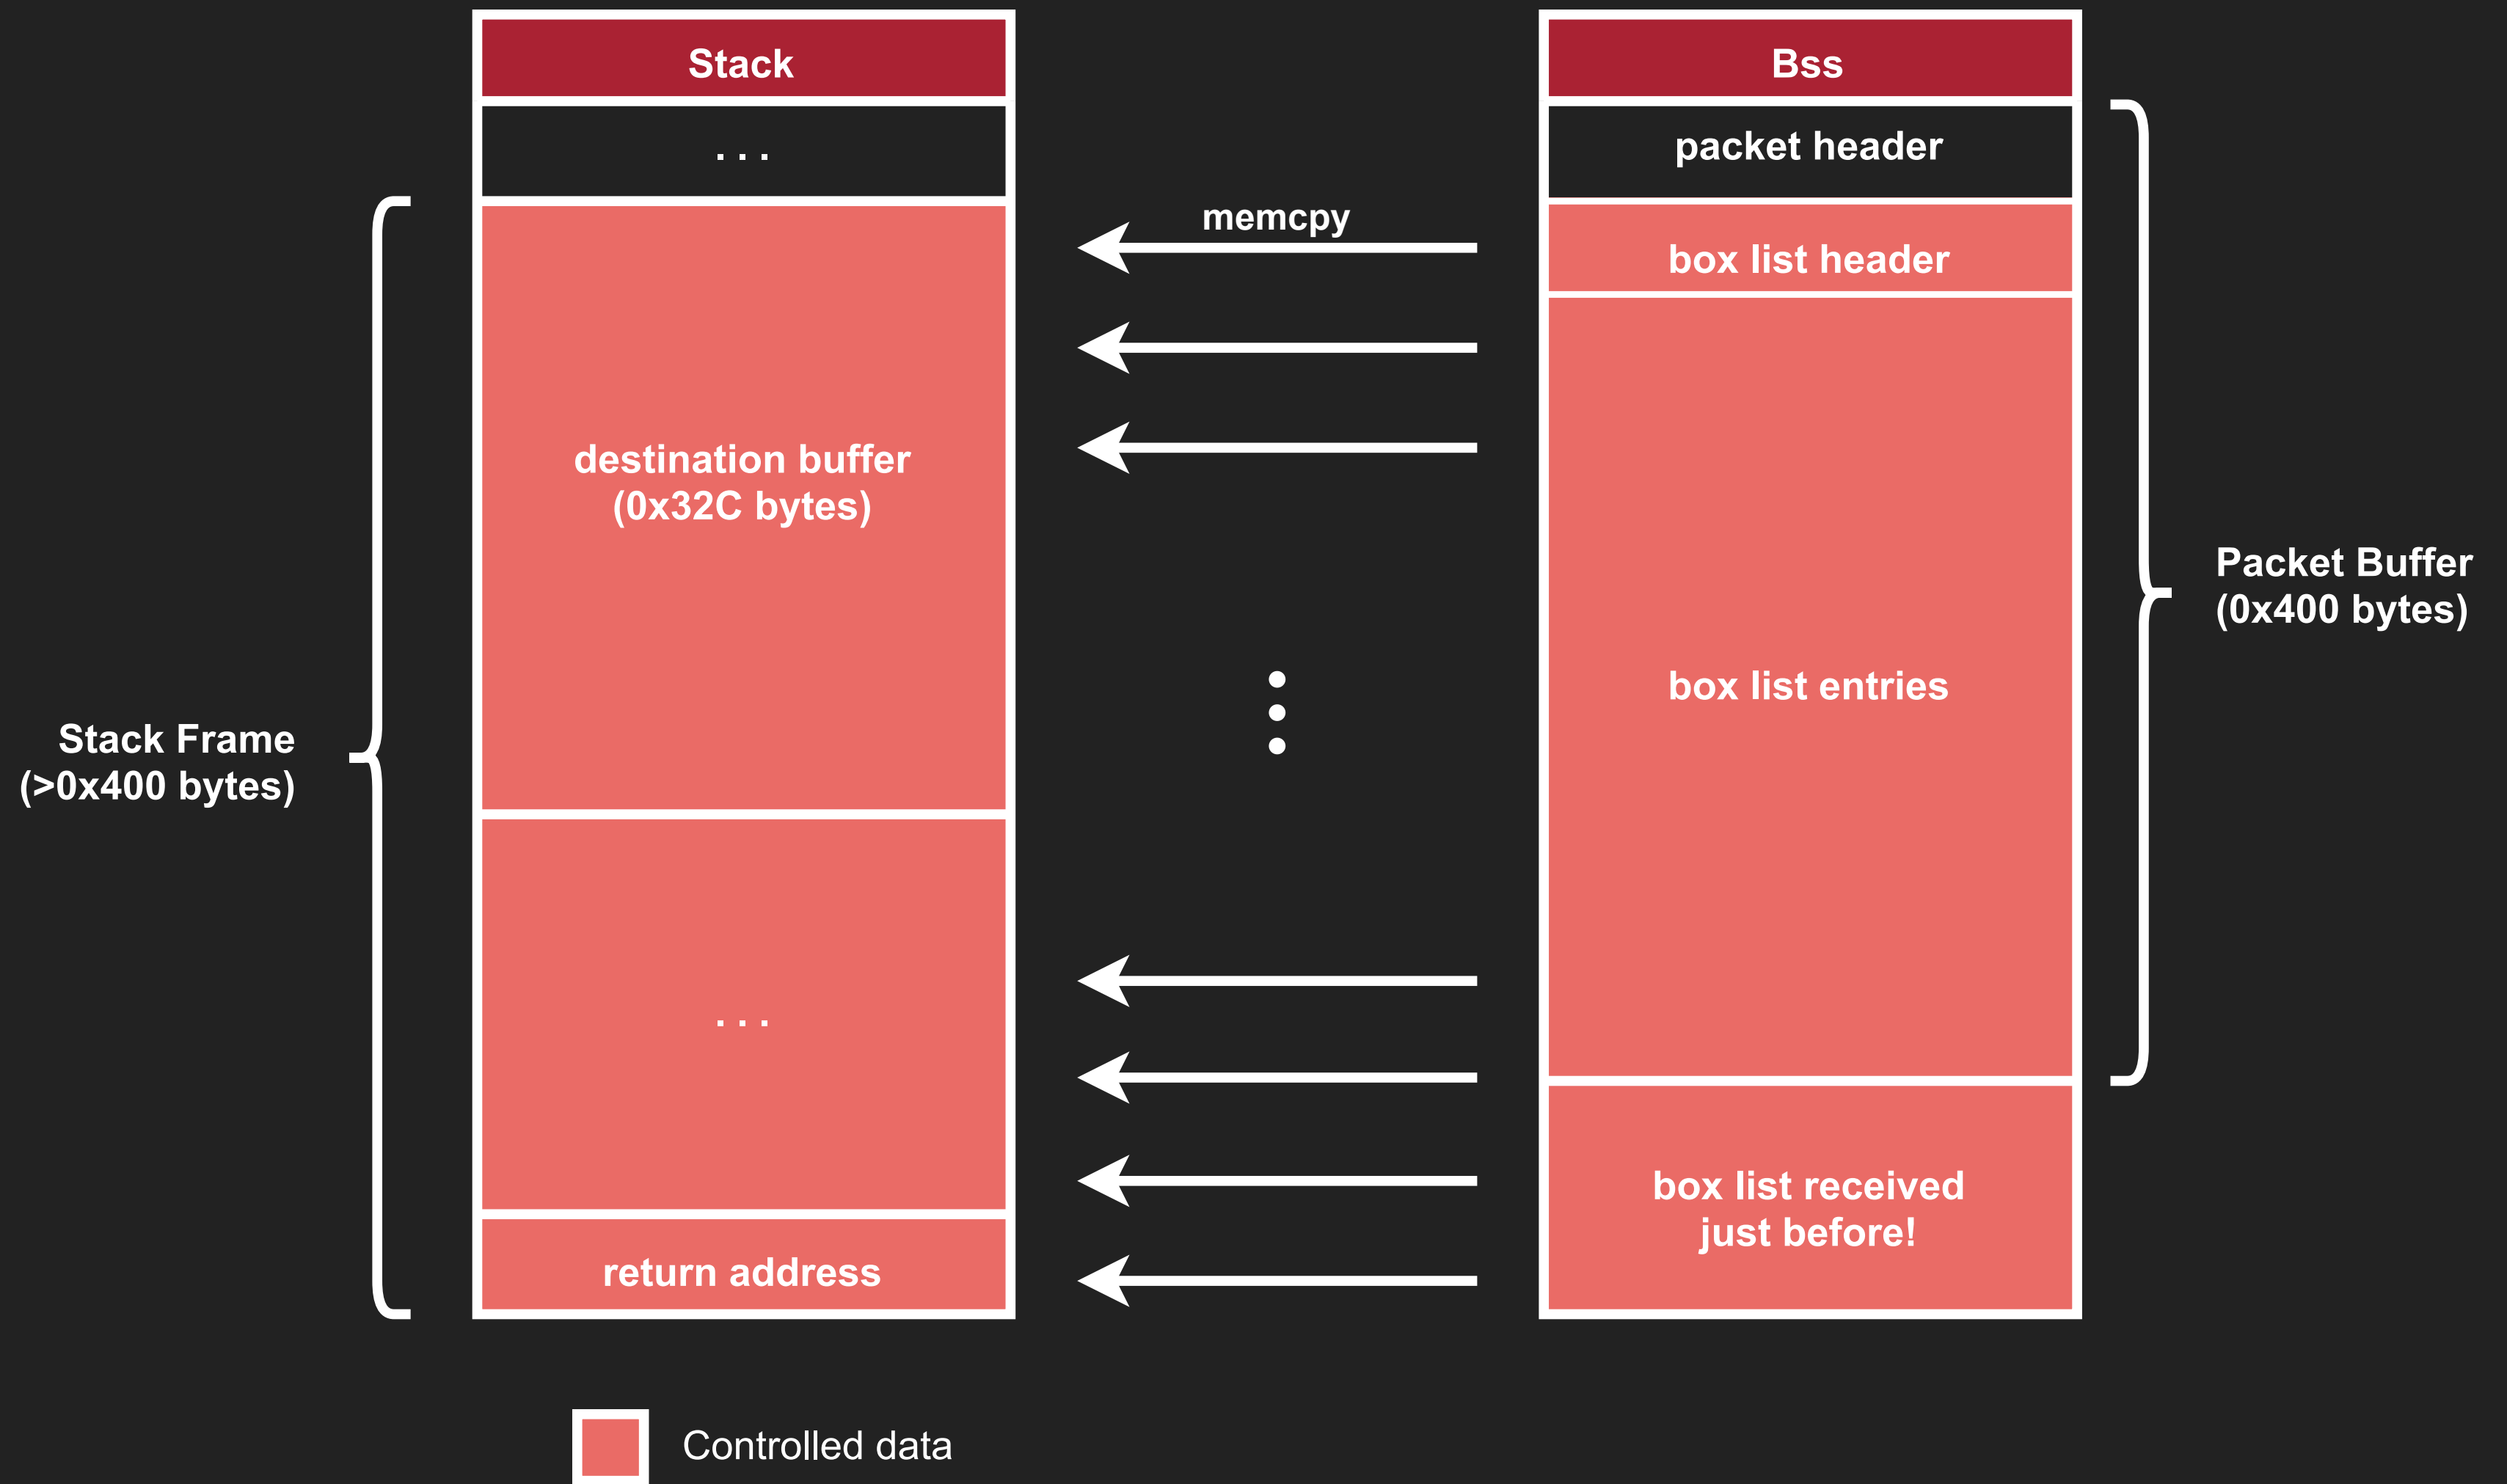 Stack
Bss
. . .
packet header
memcpy
box list header
destination buffer
(0x32C bytes)
Packet Buffer
(0x400 bytes)
box list entries
Stack Frame
(>0x400 bytes)
. . .
box list received
just before!
return address
Controlled data